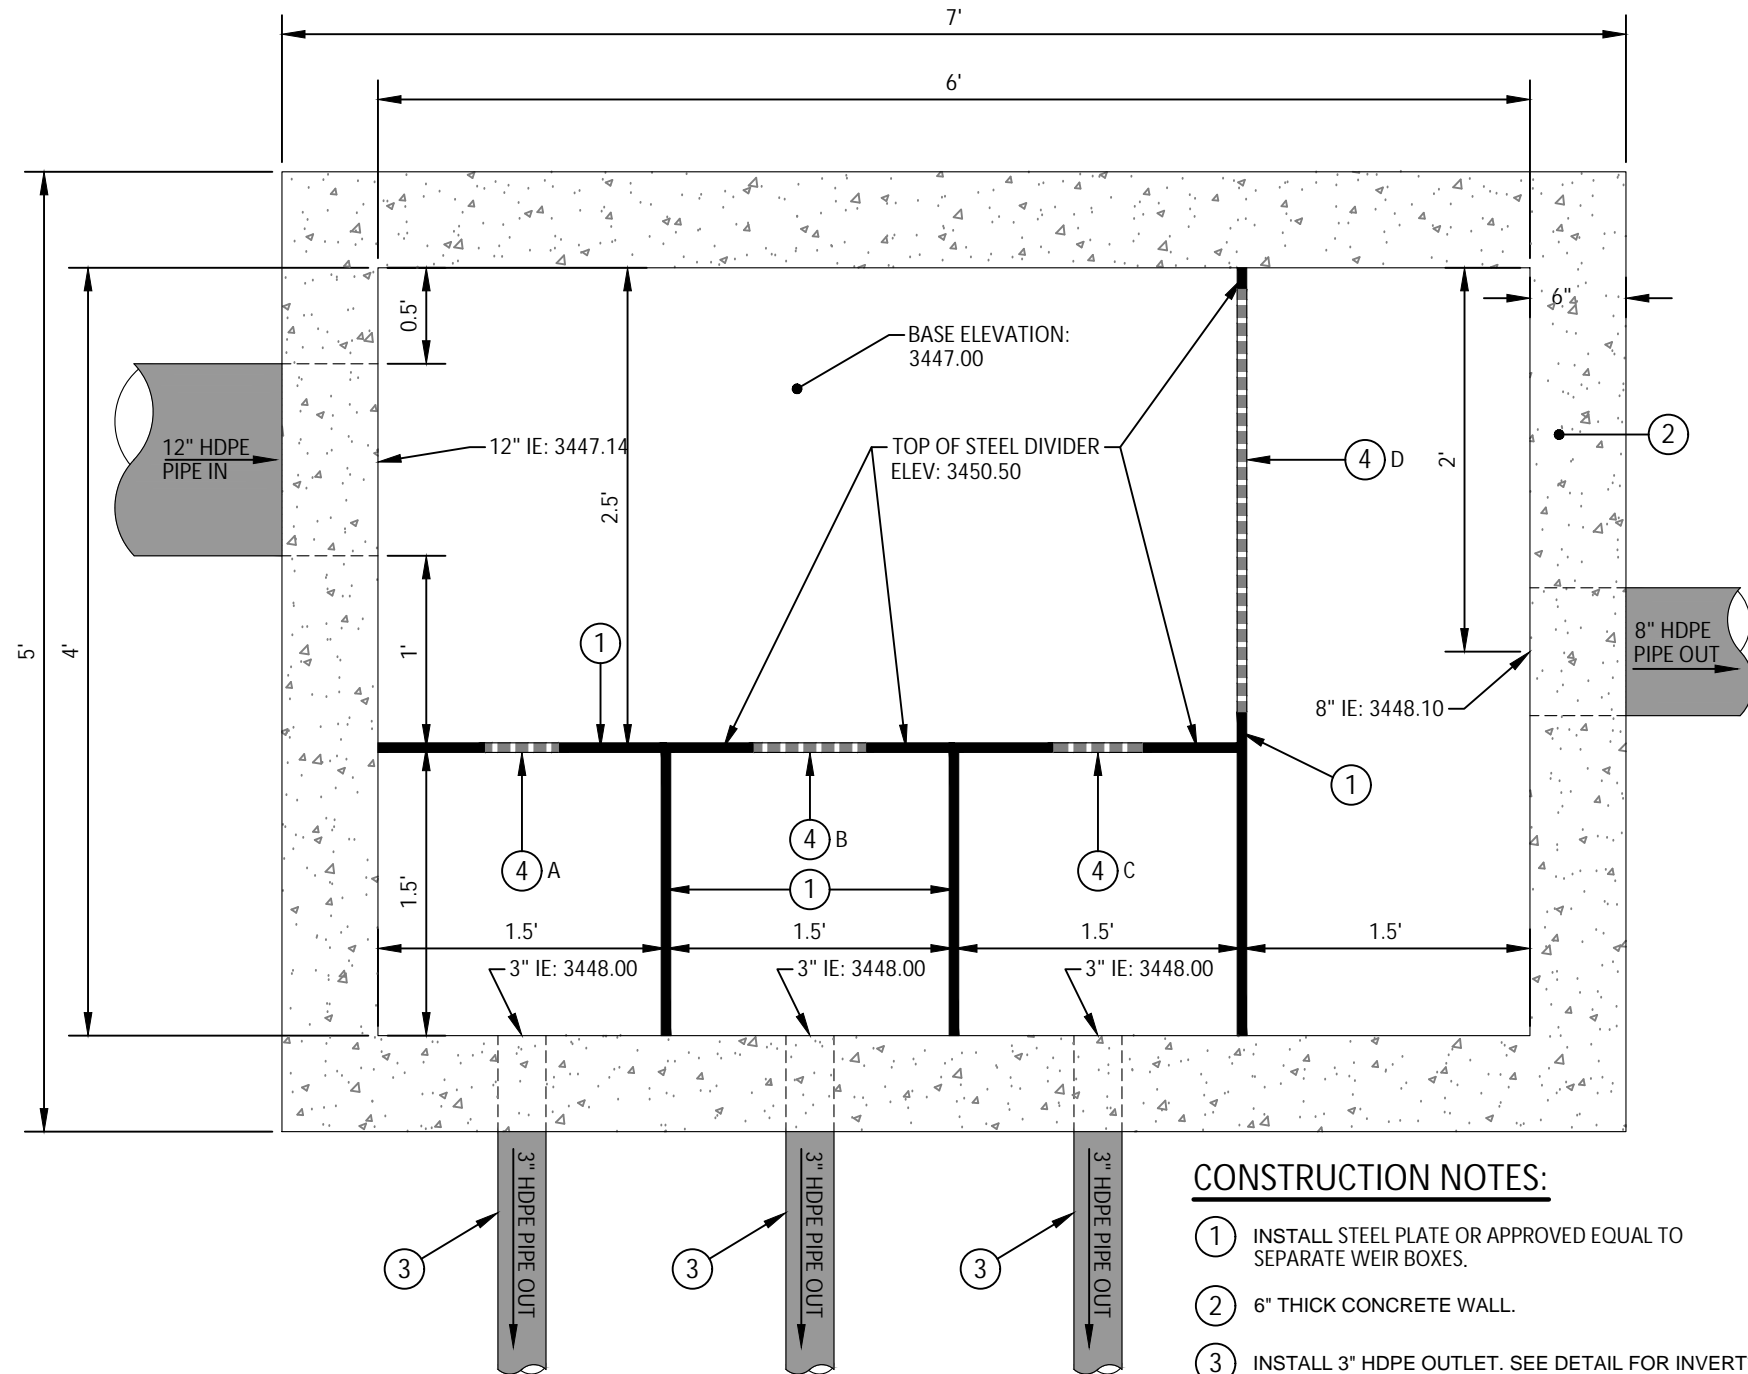 7'
6'
5'
4'
0.5'
6"
BASE ELEVATION:
3447.00
12" HDPE
PIPE IN
12" IE: 3447.14
TOP OF STEEL DIVIDER
ELEV: 3450.50
2.5'
4 D
2
2'
1'
1
8" HDPE
PIPE OUT
8" IE: 3448.10
1
4 A
4 B
4 C
1
1.5'
1.5'
1.5'
1.5'
1.5'
3" IE: 3448.00
3" IE: 3448.00
3" IE: 3448.00
3" HDPE PIPE OUT
3" HDPE PIPE OUT
3" HDPE PIPE OUT
3
3
3
CONSTRUCTION NOTES:
1 INSTALL STEEL PLATE OR APPROVED EQUAL TO
SEPARATE WEIR BOXES.
2 6" THICK CONCRETE WALL.
3 INSTALL 3" HDPE OUTLET. SEE DETAIL FOR INVERT